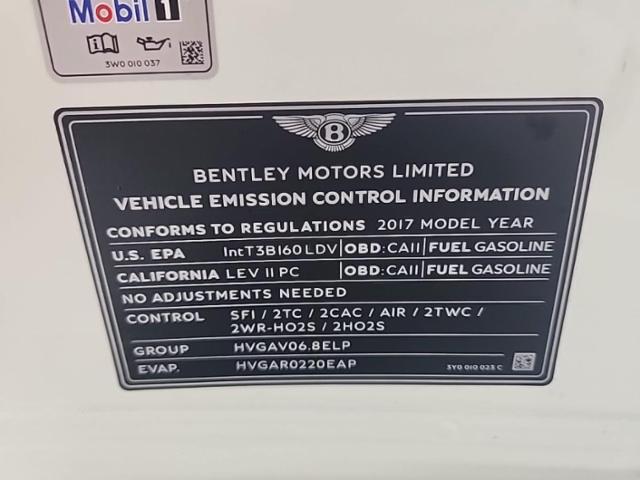 Mobil 1
3W0 010 037
B
BENTLEY MOTORS LIMITED
VEHICLE EMISSION CONTROL INFORMATION
CONFORMS TO REGULATIONS 2017 MODEL YEAR
U.S. EPA IntT3B160 LDV OBD:CAII FUEL GASOLINE
CALIFORNIA LEV II PC OBD:CAII FUEL GASOLINE
NO ADJUSTMENTS NEEDED
CONTROL SFI / 2TC / 2CAC / AIR / 2TWC /
2WR-HO2S / 2HO2S
GROUP HVGAV06.8ELP
EVAP. HVGAR0220EAP
3Y0 010 023 C